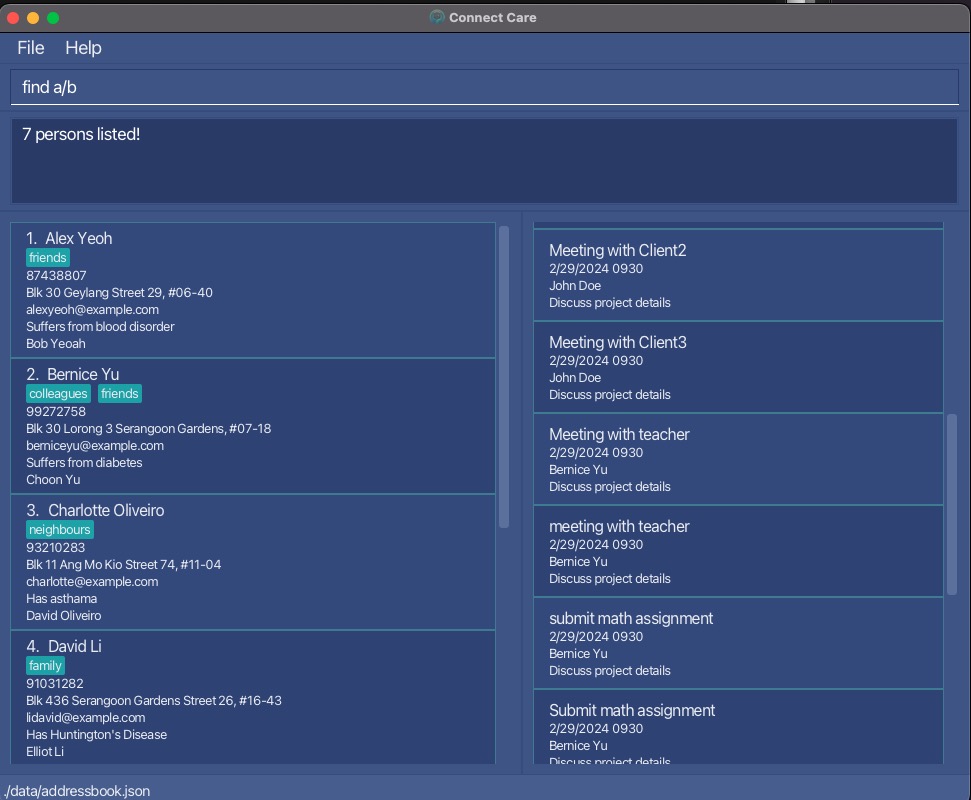 Connect Care
File Help
find a/b
7 persons listed!
1. Alex Yeoh
friends
87438807
Blk 30 Geylang Street 29, #06-40
alexyeoh@example.com
Suffers from blood disorder
Bob Yeoah
2. Bernice Yu
colleagues friends
99272758
Blk 30 Lorong 3 Serangoon Gardens, #07-18
berniceyu@example.com
Suffers from diabetes
Choon Yu
3. Charlotte Oliveiro
neighbours
93210283
Blk 11 Ang Mo Kio Street 74, #11-04
charlotte@example.com
Has asthama
David Oliveiro
4. David Li
family
91031282
Blk 436 Serangoon Gardens Street 26, #16-43
lidavid@example.com
Has Huntington's Disease
Elliot Li
Meeting with Client2
2/29/2024 0930
John Doe
Discuss project details
Meeting with Client3
2/29/2024 0930
John Doe
Discuss project details
Meeting with teacher
2/29/2024 0930
Bernice Yu
Discuss project details
meeting with teacher
2/29/2024 0930
Bernice Yu
Discuss project details
submit math assignment
2/29/2024 0930
Bernice Yu
Discuss project details
Submit math assignment
2/29/2024 0930
Bernice Yu
Discuss project details
./data/addressbook.json